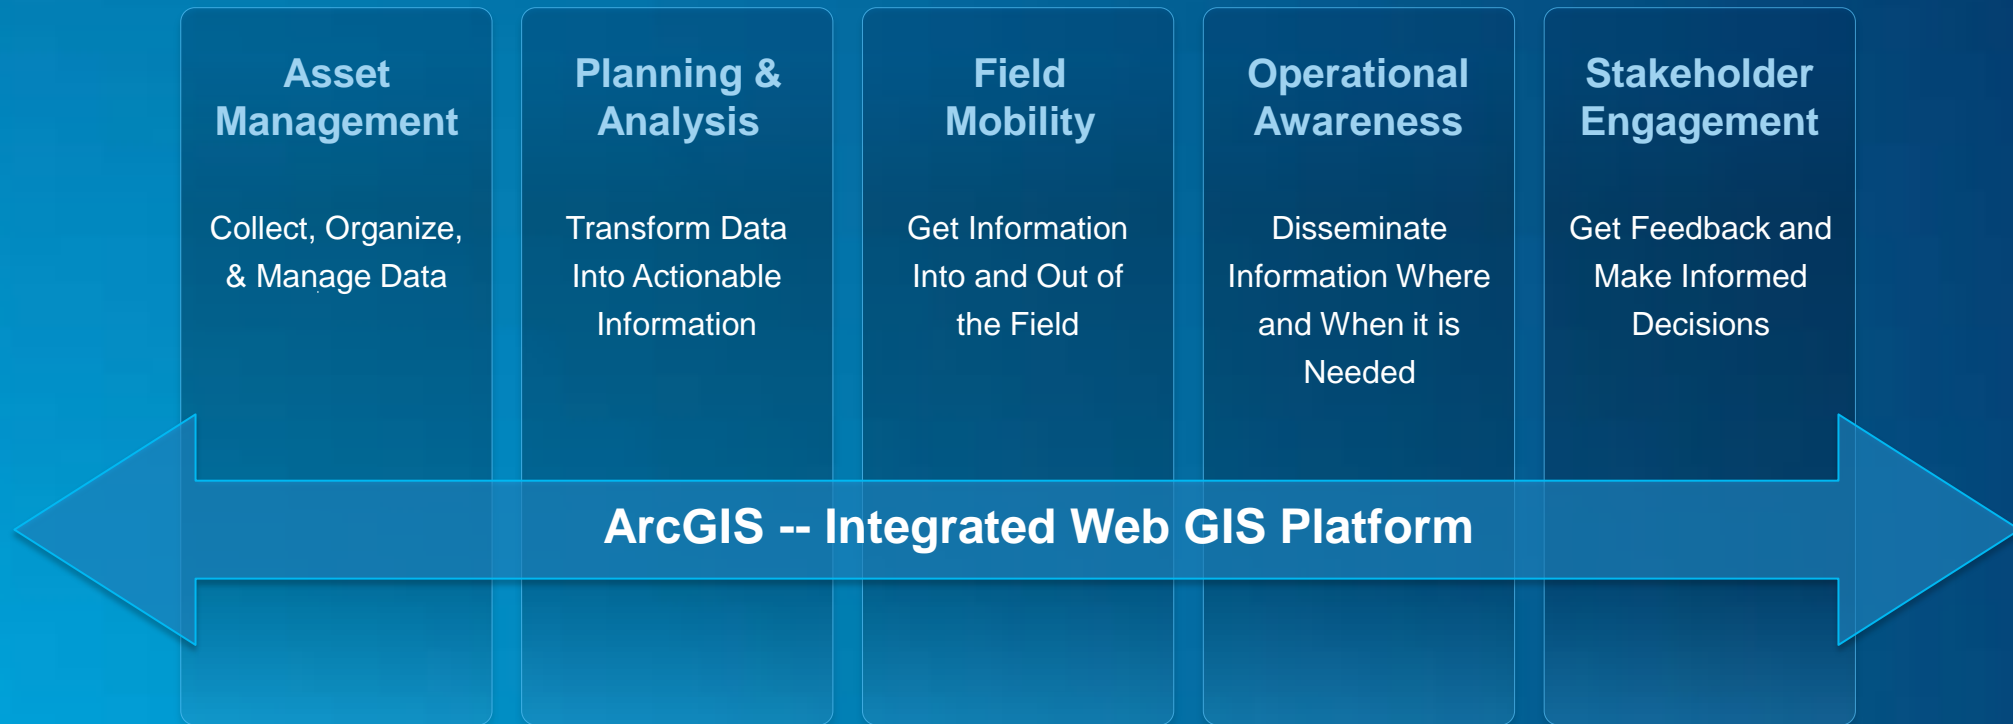 Asset
Management
Collect, Organize,
& Manage Data
Planning &
Analysis
Transform Data
Into Actionable
Information
Field
Mobility
Get Information
Into and Out of
the Field
Operational
Awareness
Disseminate
Information Where
and When it is
Needed
Stakeholder
Engagement
Get Feedback and
Make Informed
Decisions
ArcGIS -- Integrated Web GIS Platform